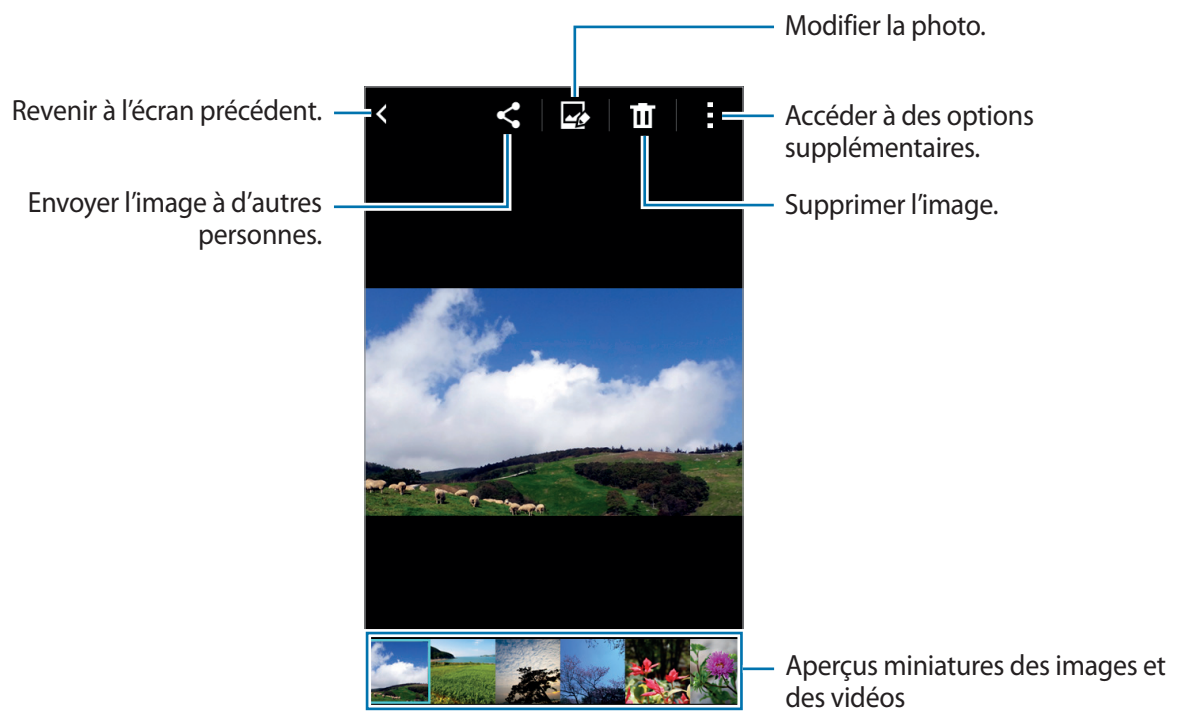 Modifier la photo.
Revenir à l’écran précédent.
Accéder à des options
supplémentaires.
Envoyer l’image à d’autres
personnes.
Supprimer l’image.
Aperçus miniatures des images et
des vidéos